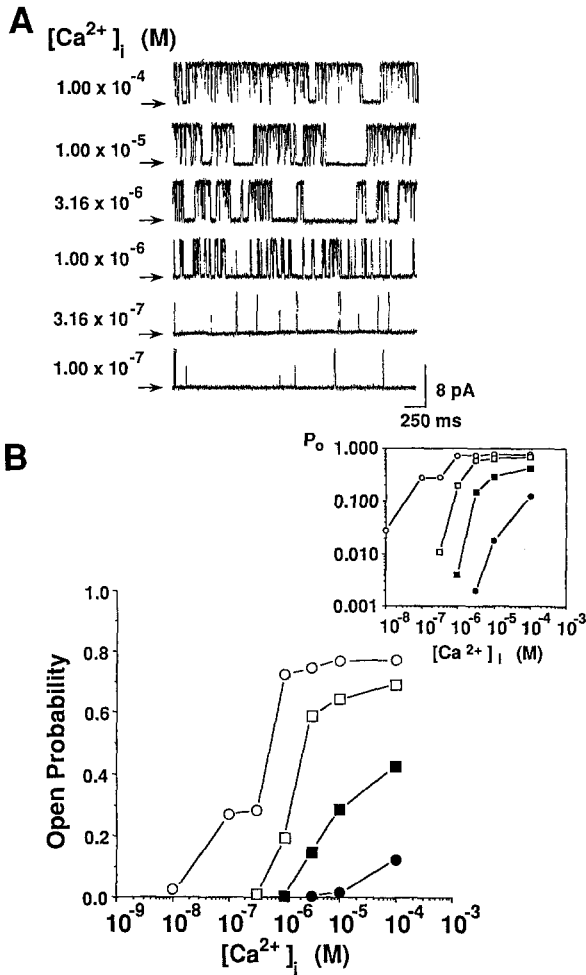 A
[Ca2+]i (M)
1.00 x 10-4
1.00 x 10-5
3.16 x 10-6
1.00 x 10-6
3.16 x 10-7
1.00 x 10-7
8 pA
250 ms
B
Po
1.000
0.100
0.010
0.001
10-8 10-7 10-6 10-5 10-4 10-3
[Ca 2+]i (M)
1.0
0.8
0.6
0.4
0.2
0.0
Open Probability
10-9 10-8 10-7 10-6 10-5 10-4 10-3
[Ca2+]i (M)